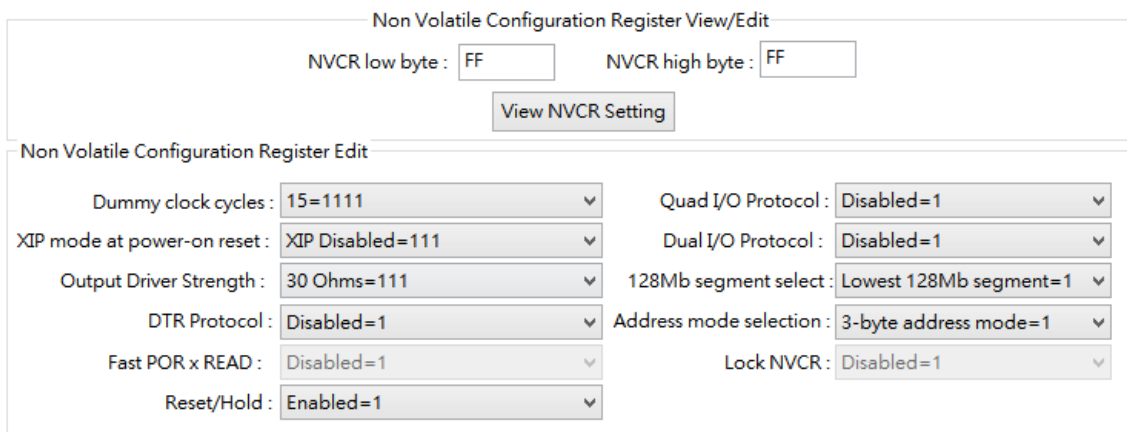 Non Volatile Configuration Register View/Edit
NVCR low byte : FF NVCR high byte : FF
View NVCR Setting
Non Volatile Configuration Register Edit
Dummy clock cycles : 15=1111 Quad I/O Protocol : Disabled=1
XIP mode at power-on reset : XIP Disabled=111 Dual I/O Protocol : Disabled=1
Output Driver Strength : 30 Ohms=111 128Mb segment select : Lowest 128Mb segment=1
DTR Protocol : Disabled=1 Address mode selection : 3-byte address mode=1
Fast POR x READ : Disabled=1 Lock NVCR : Disabled=1
Reset/Hold : Enabled=1